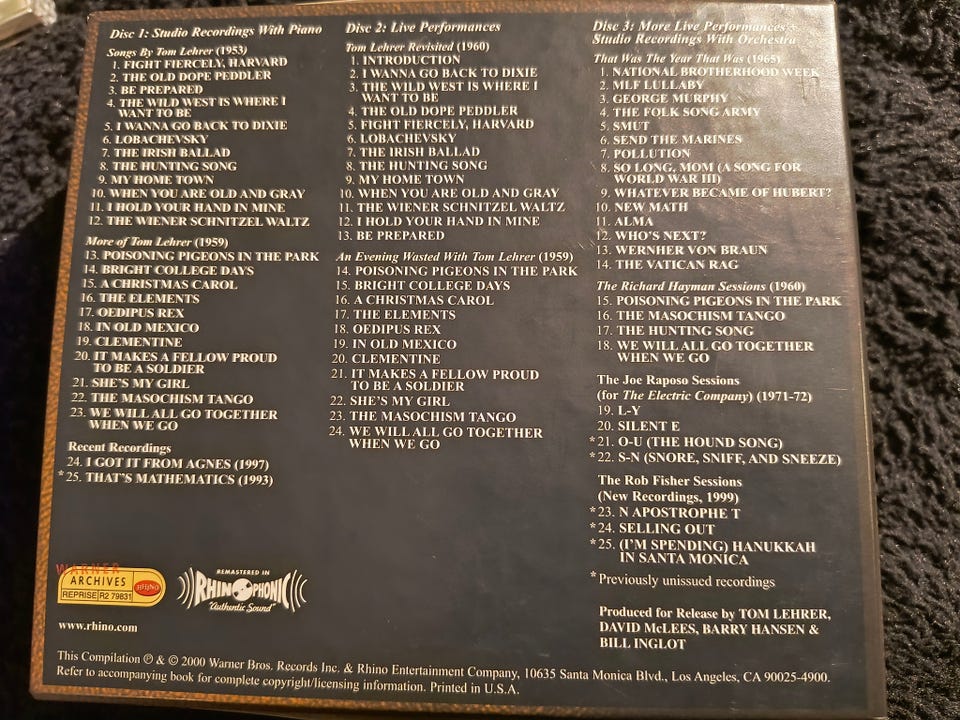 Disc 1: Studio Recordings With Piano
Songs By Tom Lehrer (1953)
1. FIGHT FIERCELY, HARVARD
2. THE OLD DOPE PEDDLER
3. BE PREPARED
4. THE WILD WEST IS WHERE I
WANT TO BE
5. I WANNA GO BACK TO DIXIE
6. LOBACHEVSKY
7. THE IRISH BALLAD
8. THE HUNTING SONG
9. MY HOME TOWN
10. WHEN YOU ARE OLD AND GRAY
11. I HOLD YOUR HAND IN MINE
12. THE WIENER SCHNITZEL WALTZ
More of Tom Lehrer (1959)
13. POISONING PIGEONS IN THE PARK
14. BRIGHT COLLEGE DAYS
15. A CHRISTMAS CAROL
16. THE ELEMENTS
17. OEDIPUS REX
18. IN OLD MEXICO
19. CLEMENTINE
20. IT MAKES A FELLOW PROUD
TO BE A SOLDIER
21. SHE'S MY GIRL
22. THE MASOCHISM TANGO
23. WE WILL ALL GO TOGETHER
WHEN WE GO
Recent Recordings
24. I GOT IT FROM AGNES (1997)
*25. THAT'S MATHEMATICS (1993)
Disc 2: Live Performances
Tom Lehrer Revisited (1960)
1. INTRODUCTION
2. I WANNA GO BACK TO DIXIE
3. THE WILD WEST IS WHERE I
WANT TO BE
4. THE OLD DOPE PEDDLER
5. FIGHT FIERCELY, HARVARD
6. LOBACHEVSKY
7. THE IRISH BALLAD
8. THE HUNTING SONG
9. MY HOME TOWN
10. WHEN YOU ARE OLD AND GRAY
11. THE WIENER SCHNITZEL WALTZ
12. I HOLD YOUR HAND IN MINE
13. BE PREPARED
An Evening Wasted With Tom Lehrer (1959)
14. POISONING PIGEONS IN THE PARK
15. BRIGHT COLLEGE DAYS
16. A CHRISTMAS CAROL
17. THE ELEMENTS
18. OEDIPUS REX
19. IN OLD MEXICO
20. CLEMENTINE
21. IT MAKES A FELLOW PROUD
TO BE A SOLDIER
22. SHE'S MY GIRL
23. THE MASOCHISM TANGO
24. WE WILL ALL GO TOGETHER
WHEN WE GO
Disc 3: More Live Performances +
Studio Recordings With Orchestra
That Was The Year That Was (1965)
1. NATIONAL BROTHERHOOD WEEK
2. MLF LULLABY
3. GEORGE MURPHY
4. THE FOLK SONG ARMY
5. SMUT
6. SEND THE MARINES
7. POLLUTION
8. SO LONG, MOM (A SONG FOR
WORLD WAR III)
9. WHATEVER BECAME OF HUBERT?
10. NEW MATH
11. ALMA
12. WHO'S NEXT?
13. WERNHER VON BRAUN
14. THE VATICAN RAG
The Richard Hayman Sessions (1960)
15. POISONING PIGEONS IN THE PARK
16. THE MASOCHISM TANGO
17. THE HUNTING SONG
18. WE WILL ALL GO TOGETHER
WHEN WE GO
The Joe Raposo Sessions
(for The Electric Company) (1971-72)
19. L-Y
20. SILENT E
*21. O-U (THE HOUND SONG)
*22. S-N (SNORE, SNIFF, AND SNEEZE)
The Rob Fisher Sessions
(New Recordings, 1999)
*23. N APOSTROPHE T
*24. SELLING OUT
*25. (I'M SPENDING) HANUKKAH
IN SANTA MONICA
*Previously unissued recordings
Produced for Release by TOM LEHRER,
DAVID McLEES, BARRY HANSEN &
BILL INGLOT
WARNER
ARCHIVES
RHINO
REPRISE R2 79831
REMASTERED IN
RHINOPHONIC
"Authentic Sound"
www.rhino.com
This Compilation ℗ & © 2000 Warner Bros. Records Inc. & Rhino Entertainment Company, 10635 Santa Monica Blvd., Los Angeles, CA 90025-4900.
Refer to accompanying book for complete copyright/licensing information. Printed in U.S.A.